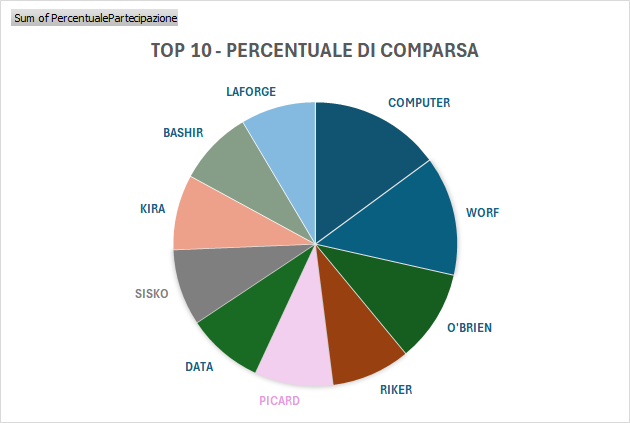 Sum of PercentualePartecipazione
TOP 10 - PERCENTUALE DI COMPARSA
LAFORGE
COMPUTER
BASHIR
KIRA
WORF
SISKO
O'BRIEN
DATA
RIKER
PICARD